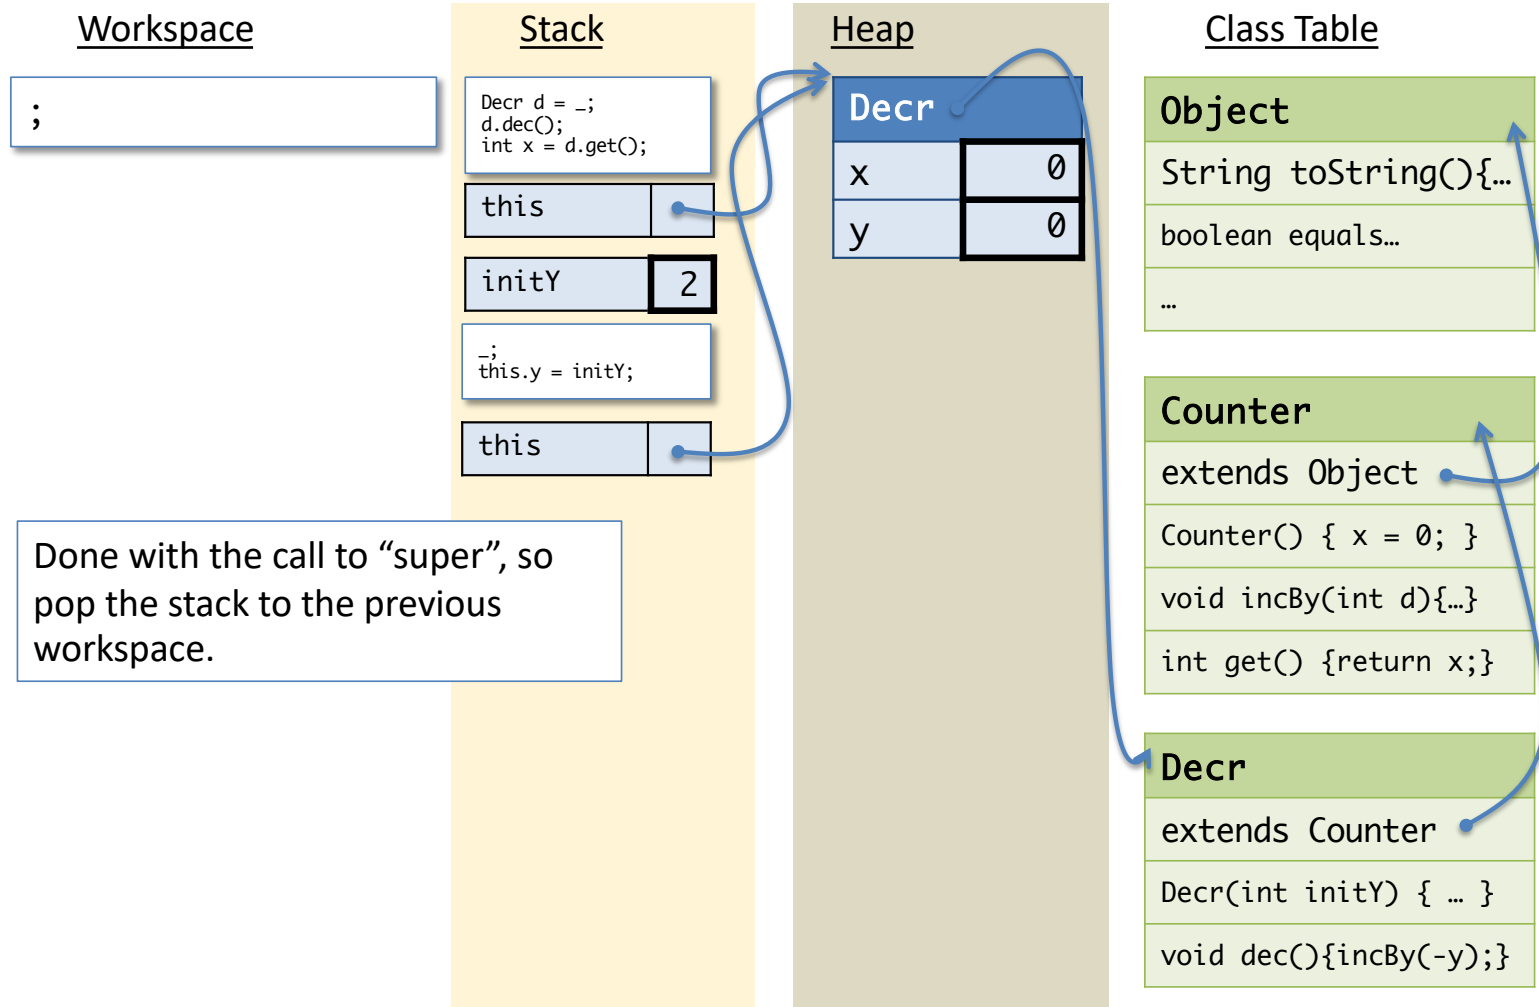 Workspace
Stack
Heap
Class Table
;
Decr d = _;
d.dec();
int x = d.get();
this
initY 2
_;
this.y = initY;
this
Done with the call to “super”, so
pop the stack to the previous
workspace.
Decr
x 0
y 0
Object
String toString(){…
boolean equals…
…
Counter
extends Object
Counter() { x = 0; }
void incBy(int d){…}
int get() {return x;}
Decr
extends Counter
Decr(int initY) { … }
void dec(){incBy(-y);}